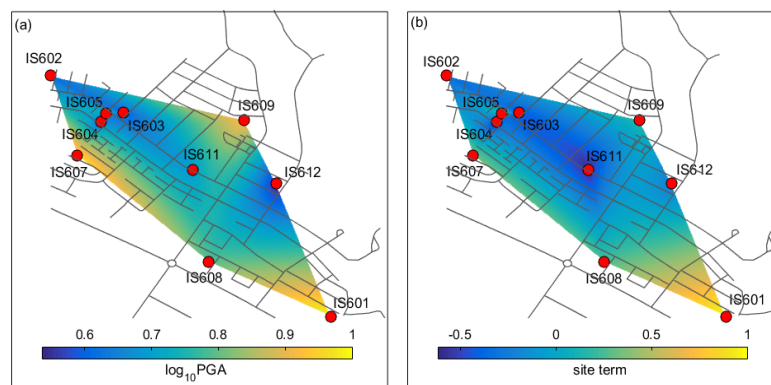 (a)
IS602
IS605
IS609
IS603
IS604
IS611
IS607
IS612
IS608
IS601
0.6 0.7 0.8 0.9 1
log10PGA
(b)
IS602
IS605
IS609
IS603
IS604
IS611
IS607
IS612
IS608
IS601
-0.5 0 0.5 1
site term